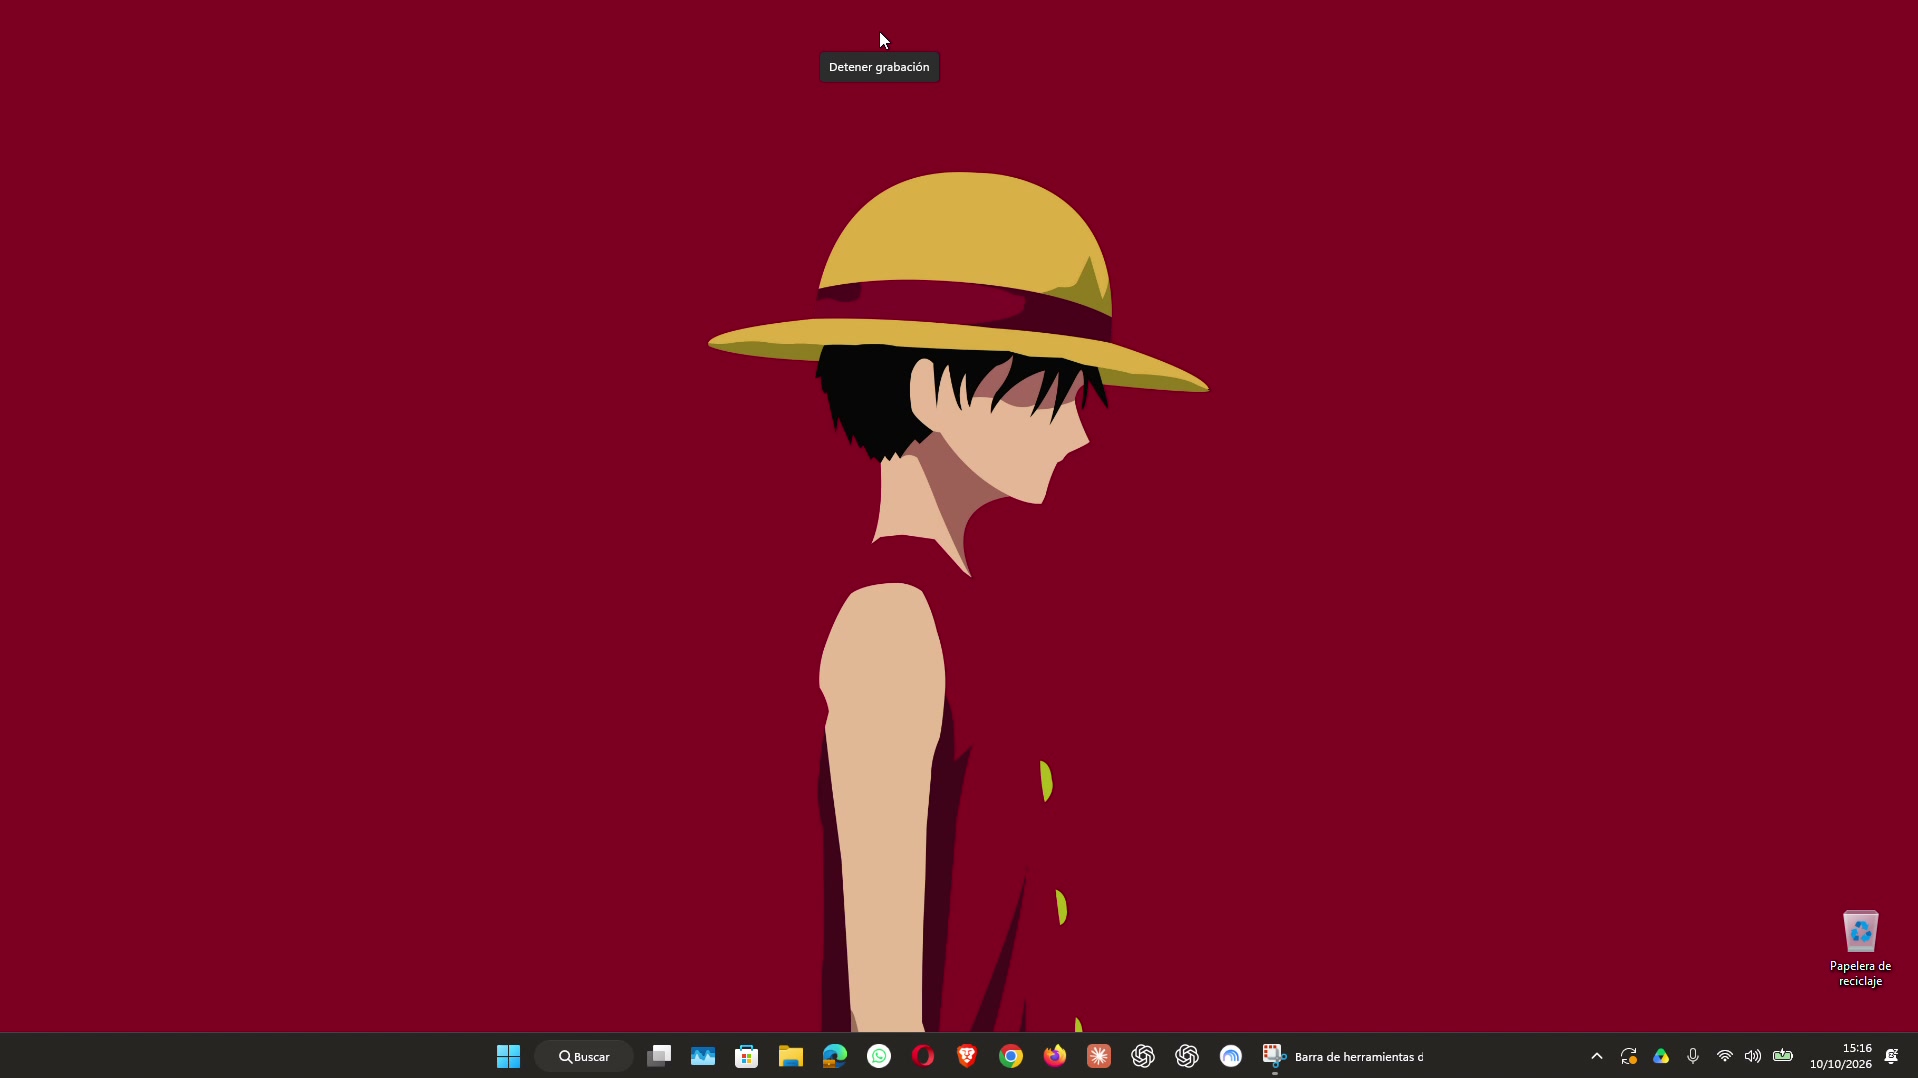 Detener grabación
Papelera de
reciclaje
Buscar
Barra de herramientas d
15:16
10/10/2026